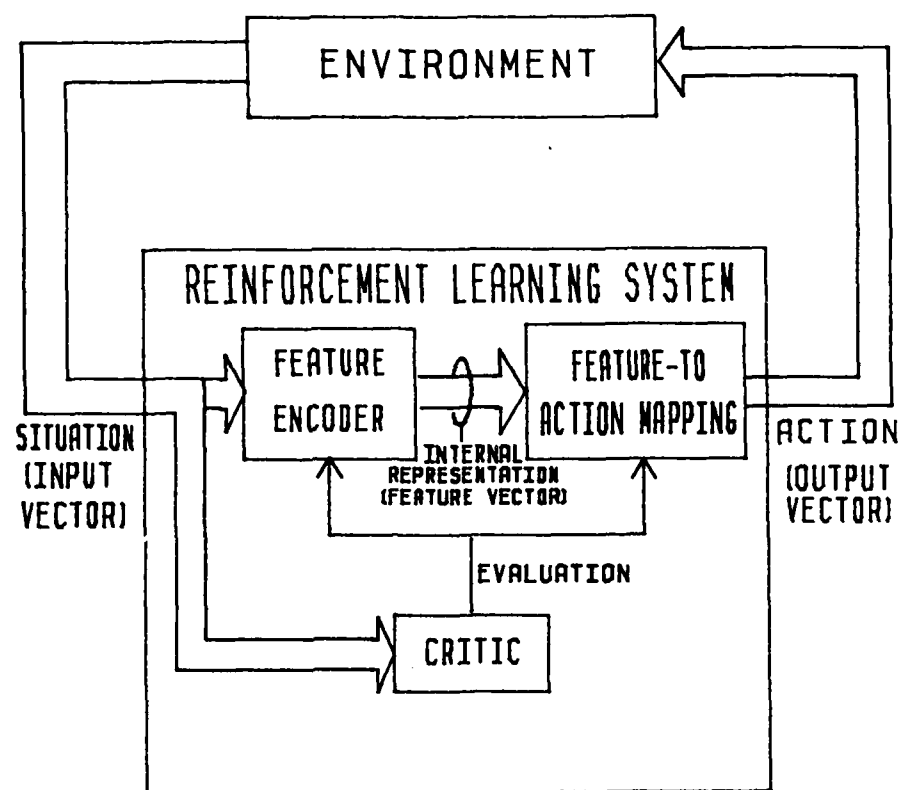 ENVIRONMENT
REINFORCEMENT LEARNING SYSTEM
FEATURE
ENCODER
FEATURE-TO
ACTION MAPPING
SITUATION
(INPUT
VECTOR)
INTERNAL
REPRESENTATION
(FEATURE VECTOR)
ACTION
(OUTPUT
VECTOR)
EVALUATION
CRITIC